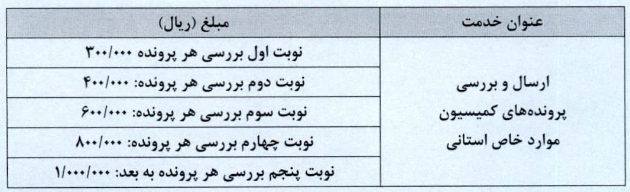 عنوان خدمت
مبلغ (ریال)
ارسال و بررسی
پرونده‌های کمیسیون
موارد خاص استانی
نوبت اول بررسی هر پرونده ۳۰۰/۰۰۰
نوبت دوم بررسی هر پرونده: ۴۰۰/۰۰۰
نوبت سوم بررسی هر پرونده: ۶۰۰/۰۰۰
نوبت چهارم بررسی هر پرونده: ۸۰۰/۰۰۰
نوبت پنجم بررسی هر پرونده به بعد: ۱/۰۰۰/۰۰۰